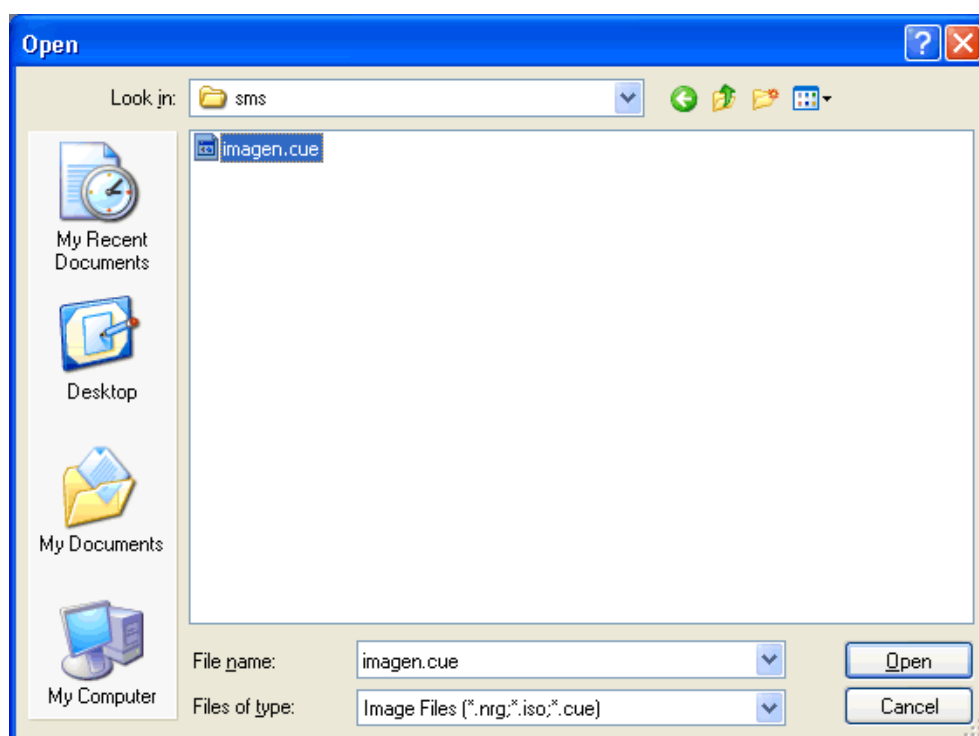 Open
Look in:
sms
imagen.cue
My Recent
Documents
Desktop
My Documents
My Computer
File name:
imagen.cue
Open
Files of type:
Image Files (*.nrg;*.iso;*.cue)
Cancel